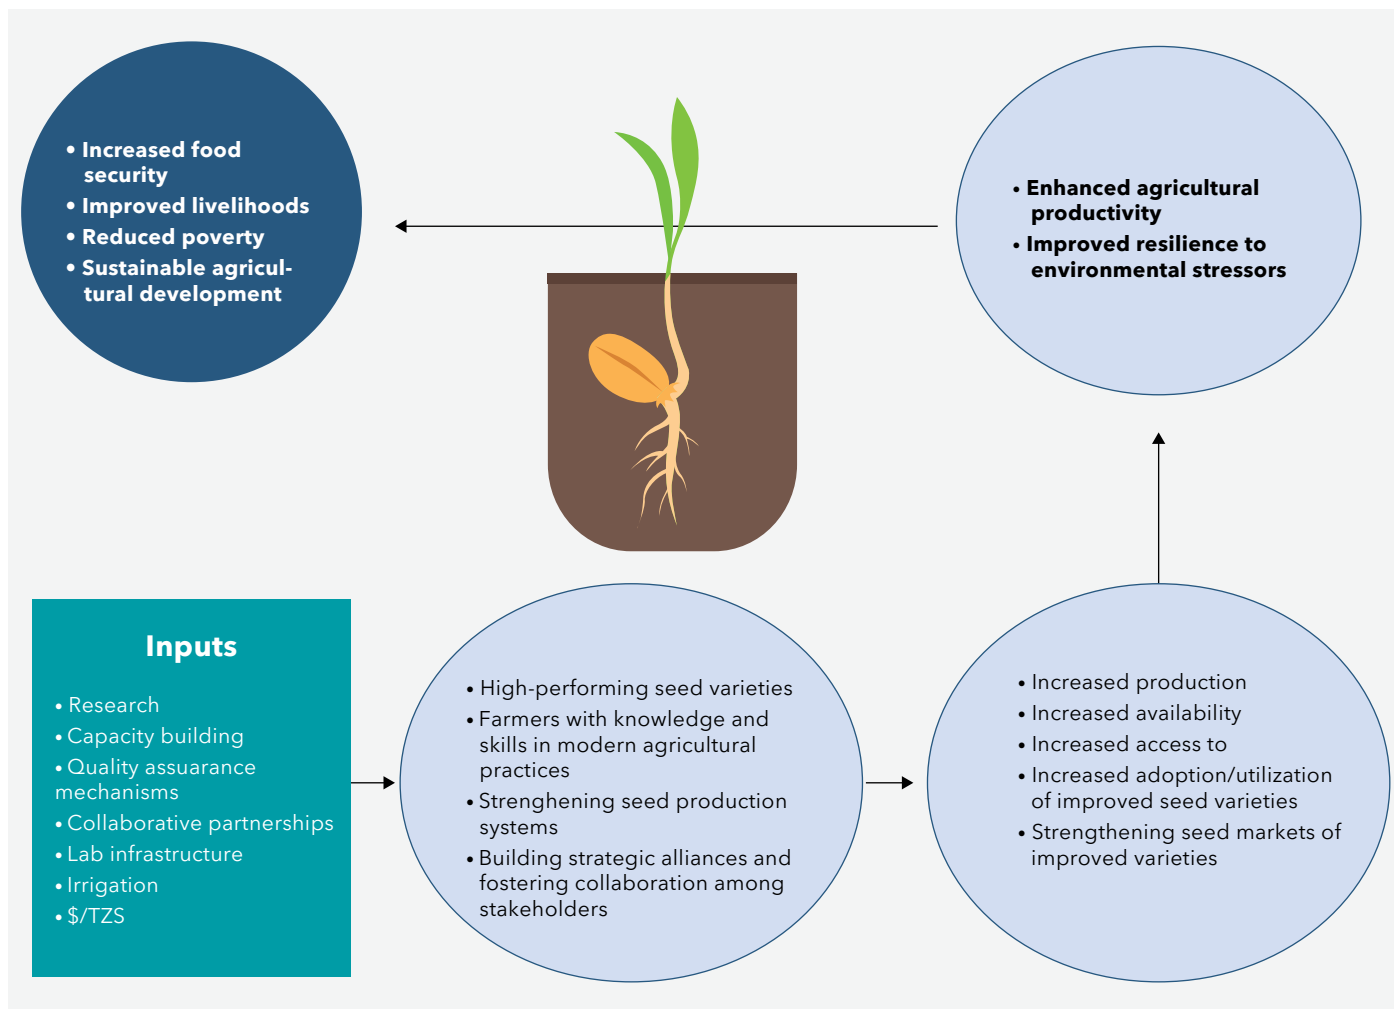 • Increased food
security
• Improved livelihoods
• Reduced poverty
• Sustainable agricul-
tural development
• Enhanced agricultural
productivity
• Improved resilience to
environmental stressors
Inputs
• Research
• Capacity building
• Quality assuarance
mechanisms
• Collaborative partnerships
• Lab infrastructure
• Irrigation
• $/TZS
• High-performing seed varieties
• Farmers with knowledge and
skills in modern agricultural
practices
• Strenghening seed production
systems
• Building strategic alliances and
fostering collaboration among
stakeholders
• Increased production
• Increased availability
• Increased access to
• Increased adoption/utilization
of improved seed varieties
• Strengthening seed markets of
improved varieties